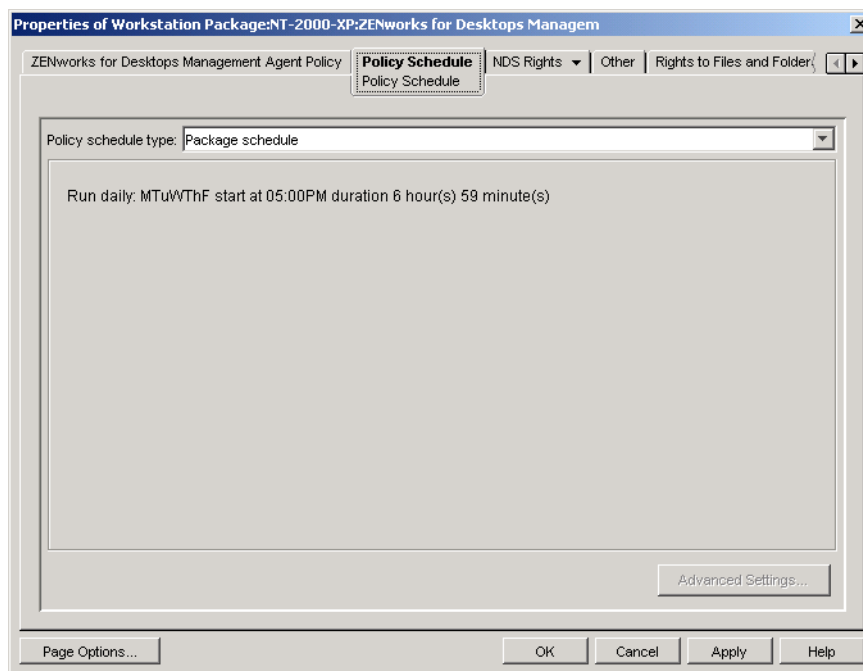 Properties of Workstation Package:NT-2000-XP:ZENworks for Desktops Managem
ZENworks for Desktops Management Agent Policy Policy Schedule NDS Rights Other Rights to Files and Folder
Policy Schedule
Policy schedule type: Package schedule
Run daily: MTuWThF start at 05:00PM duration 6 hour(s) 59 minute(s)
Advanced Settings...
Page Options... OK Cancel Apply Help